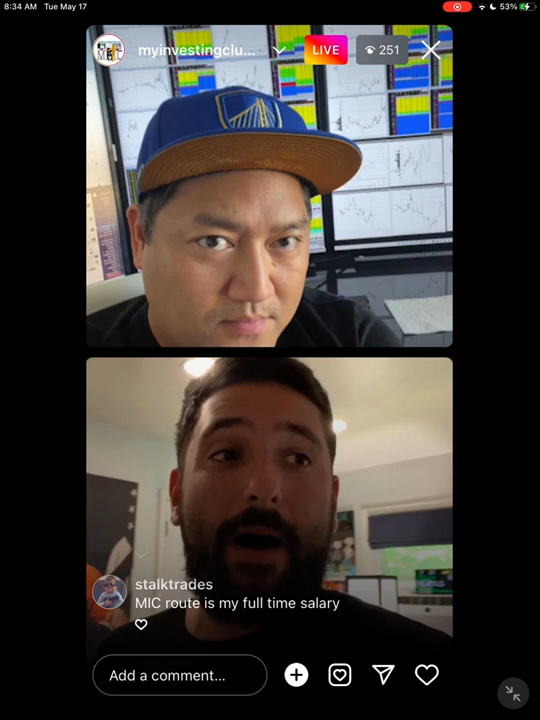 8:34 AM Tue May 17
53%
myinvestingclu...
LIVE
251
stalktrades
MIC route is my full time salary
Add a comment...